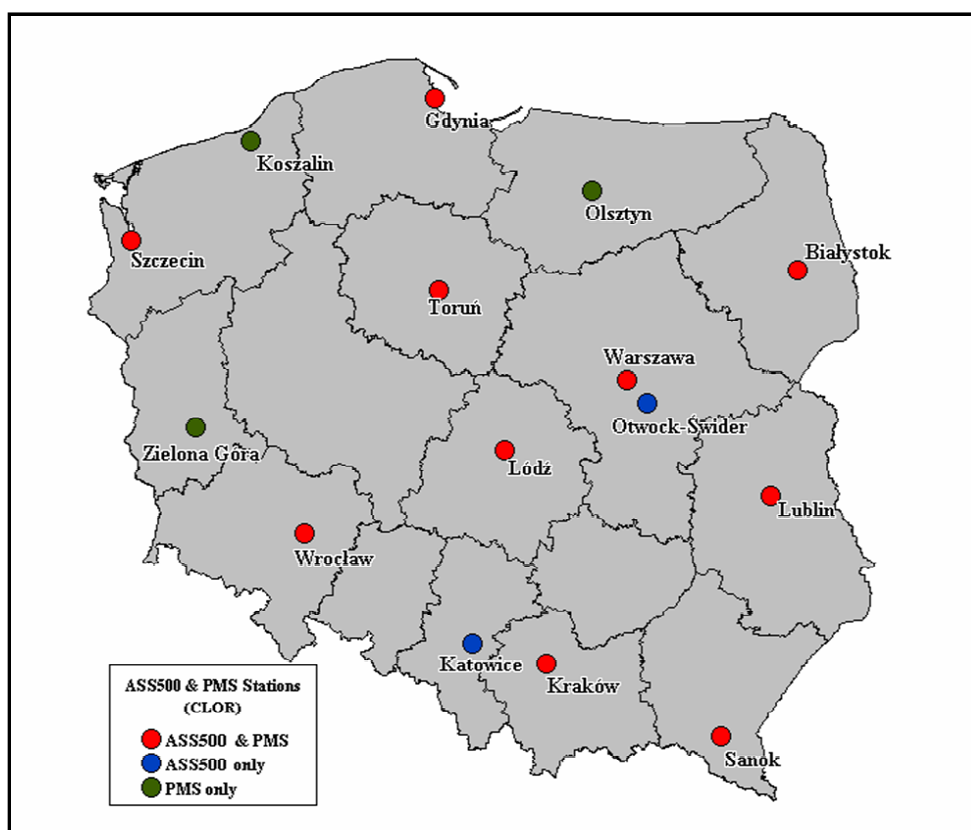 Gdynia
Koszalin
Olsztyn
Szczecin
Białystok
Toruń
Warszawa
Otwock-Świder
Zielona Góra
Łódź
Lublin
Wrocław
Katowice
Kraków
Sanok
ASS500 & PMS Stations
(CLOR)
ASS500 & PMS
ASS500 only
PMS only